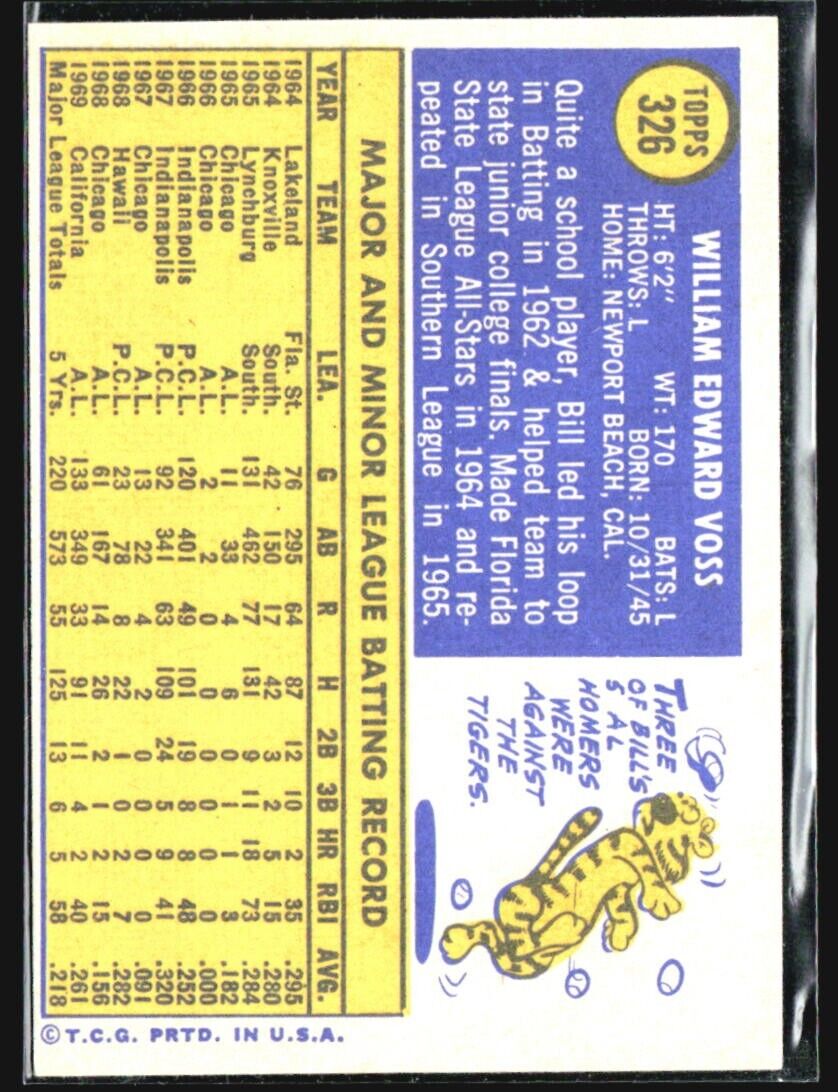 TOPPS
326
WILLIAM EDWARD VOSS
HT: 6'2" WT: 170 BATS: L
THROWS: L BORN: 10/31/45
HOME: NEWPORT BEACH, CAL.
Quite a school player, Bill led his loop
in Batting in 1962 & helped team to
state junior college finals. Made Florida
State League All-Stars in 1964 and re-
peated in Southern League in 1965.
THREE
OF BILL'S
5 AL
HOMERS
WERE
AGAINST
THE
TIGERS.
MAJOR AND MINOR LEAGUE BATTING RECORD
YEAR TEAM LEA. G AB R H 2B 3B HR RBI AVG.
1964 Lakeland Fla. St. 76 295 64 87 12 10 2 35 .295
1964 Knoxville South. 42 150 17 42 3 2 5 15 .280
1965 Lynchburg South. 131 462 77 131 9 11 18 73 .284
1965 Chicago A.L. 11 33 4 6 0 1 1 3 .182
1966 Chicago A.L. 2 2 0 0 0 0 0 0 .000
1966 Indianapolis P.C.L. 120 401 49 101 19 8 8 48 .252
1967 Indianapolis P.C.L. 92 341 63 109 24 5 9 41 .320
1967 Chicago A.L. 13 22 4 2 0 0 0 0 .091
1968 Hawaii P.C.L. 23 78 8 22 1 0 2 7 .282
1968 Chicago A.L. 61 167 14 26 2 1 2 15 .156
1969 California A.L. 133 349 33 91 11 4 2 40 .261
Major League Totals 5 Yrs. 220 573 55 125 13 6 5 58 .218
© T.C.G. PRTD. IN U.S.A.